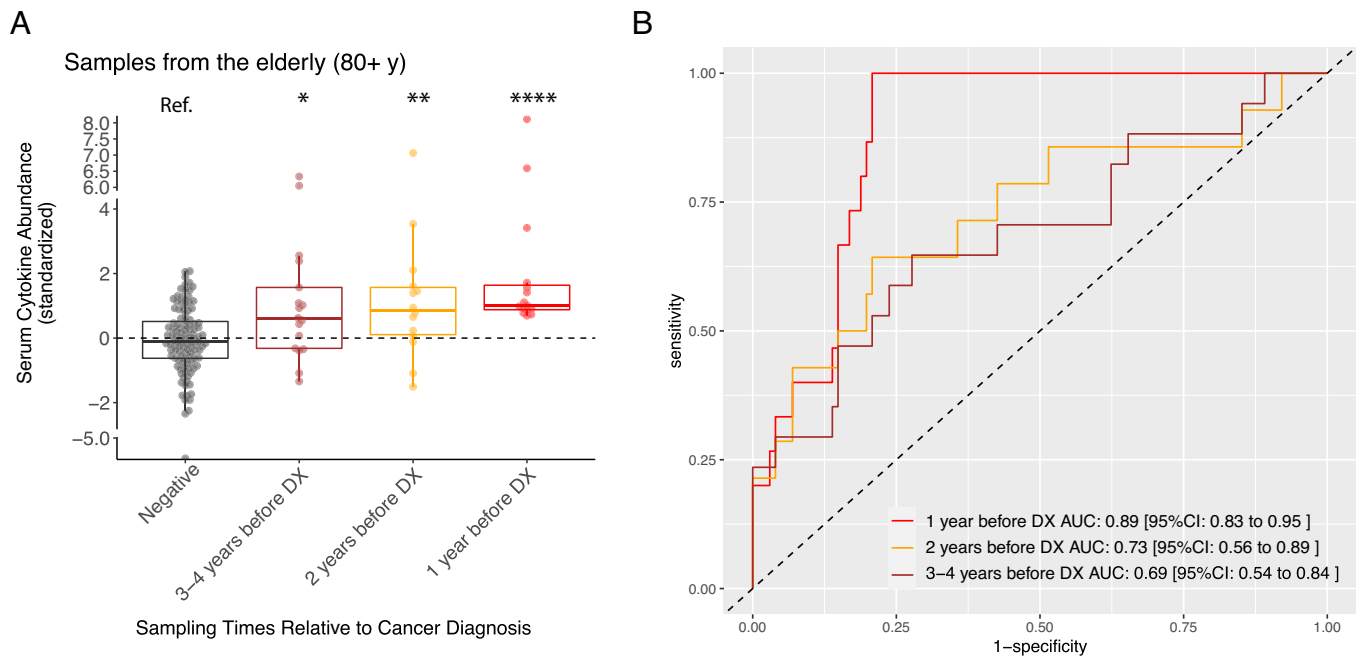 A
Samples from the elderly (80+ y)
Ref.
*
**
****
Serum Cytokine Abundance
(standardized)
8.0
7.5
7.0
6.5
6.0
4
2
0
−2
−5.0
Negative
3−4 years before DX
2 years before DX
1 year before DX
Sampling Times Relative to Cancer Diagnosis
B
sensitivity
1.00
0.75
0.50
0.25
0.00
1 year before DX AUC: 0.89 [95%CI: 0.83 to 0.95 ]
2 years before DX AUC: 0.73 [95%CI: 0.56 to 0.89 ]
3−4 years before DX AUC: 0.69 [95%CI: 0.54 to 0.84 ]
0.00
0.25
0.50
0.75
1.00
1−specificity